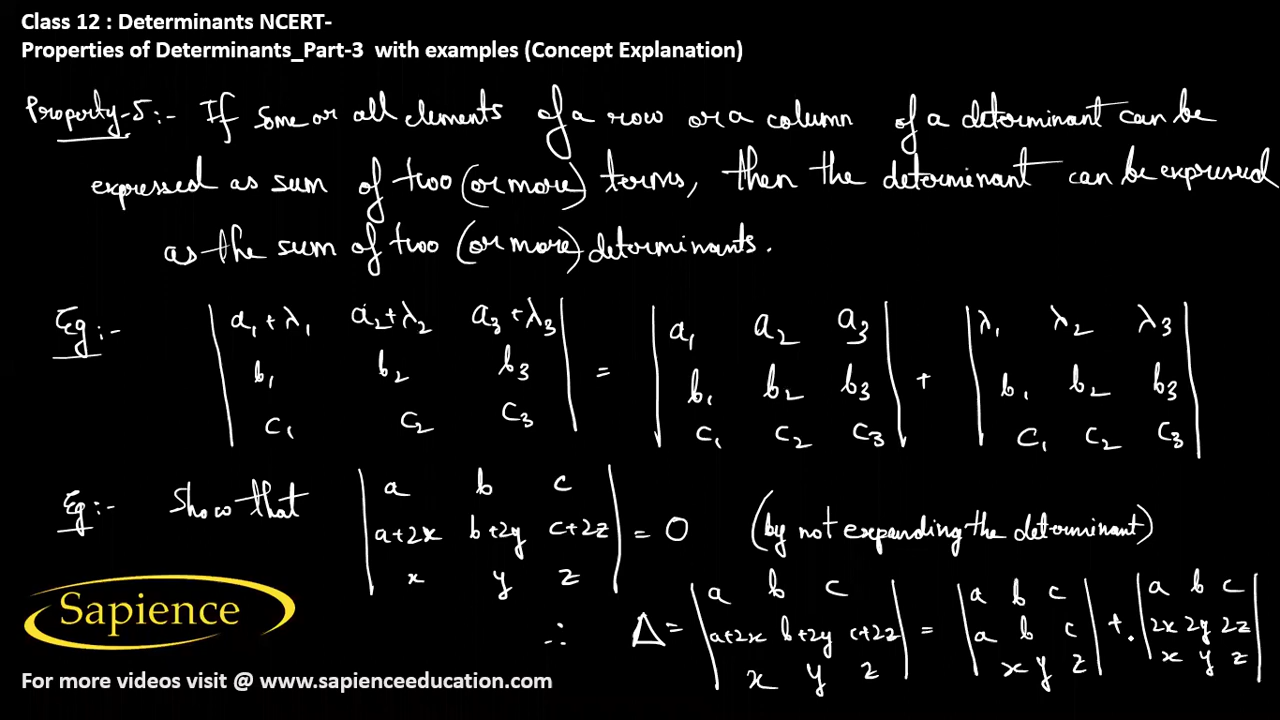 Class 12 : Determinants NCERT-
Properties of Determinants_Part-3 with examples (Concept Explanation)
Property-5:- If some or all elements of a row or a column of a determinant can be
expressed as sum of two (or more) terms, then the determinant can be expressed
as the sum of two (or more) determinants.
Eg:- | a₁+λ₁ a₂+λ₂ a₃+λ₃ | | a₁ a₂ a₃ | | λ₁ λ₂ λ₃ |
| b₁ b₂ b₃ | = | b₁ b₂ b₃ | + | b₁ b₂ b₃ |
| c₁ c₂ c₃ | | c₁ c₂ c₃ | | c₁ c₂ c₃ |
Eg:- Show that | a b c |
| a+2x b+2y c+2z | = 0 (by not expanding the determinant)
| x y z |
Sapience
| a b c | | a b c | | a b c |
∴ Δ = | a+2x b+2y c+2z | = | a b c | + | 2x 2y 2z |
| x y z | | x y z | | x y z |
For more videos visit @ www.sapienceeducation.com